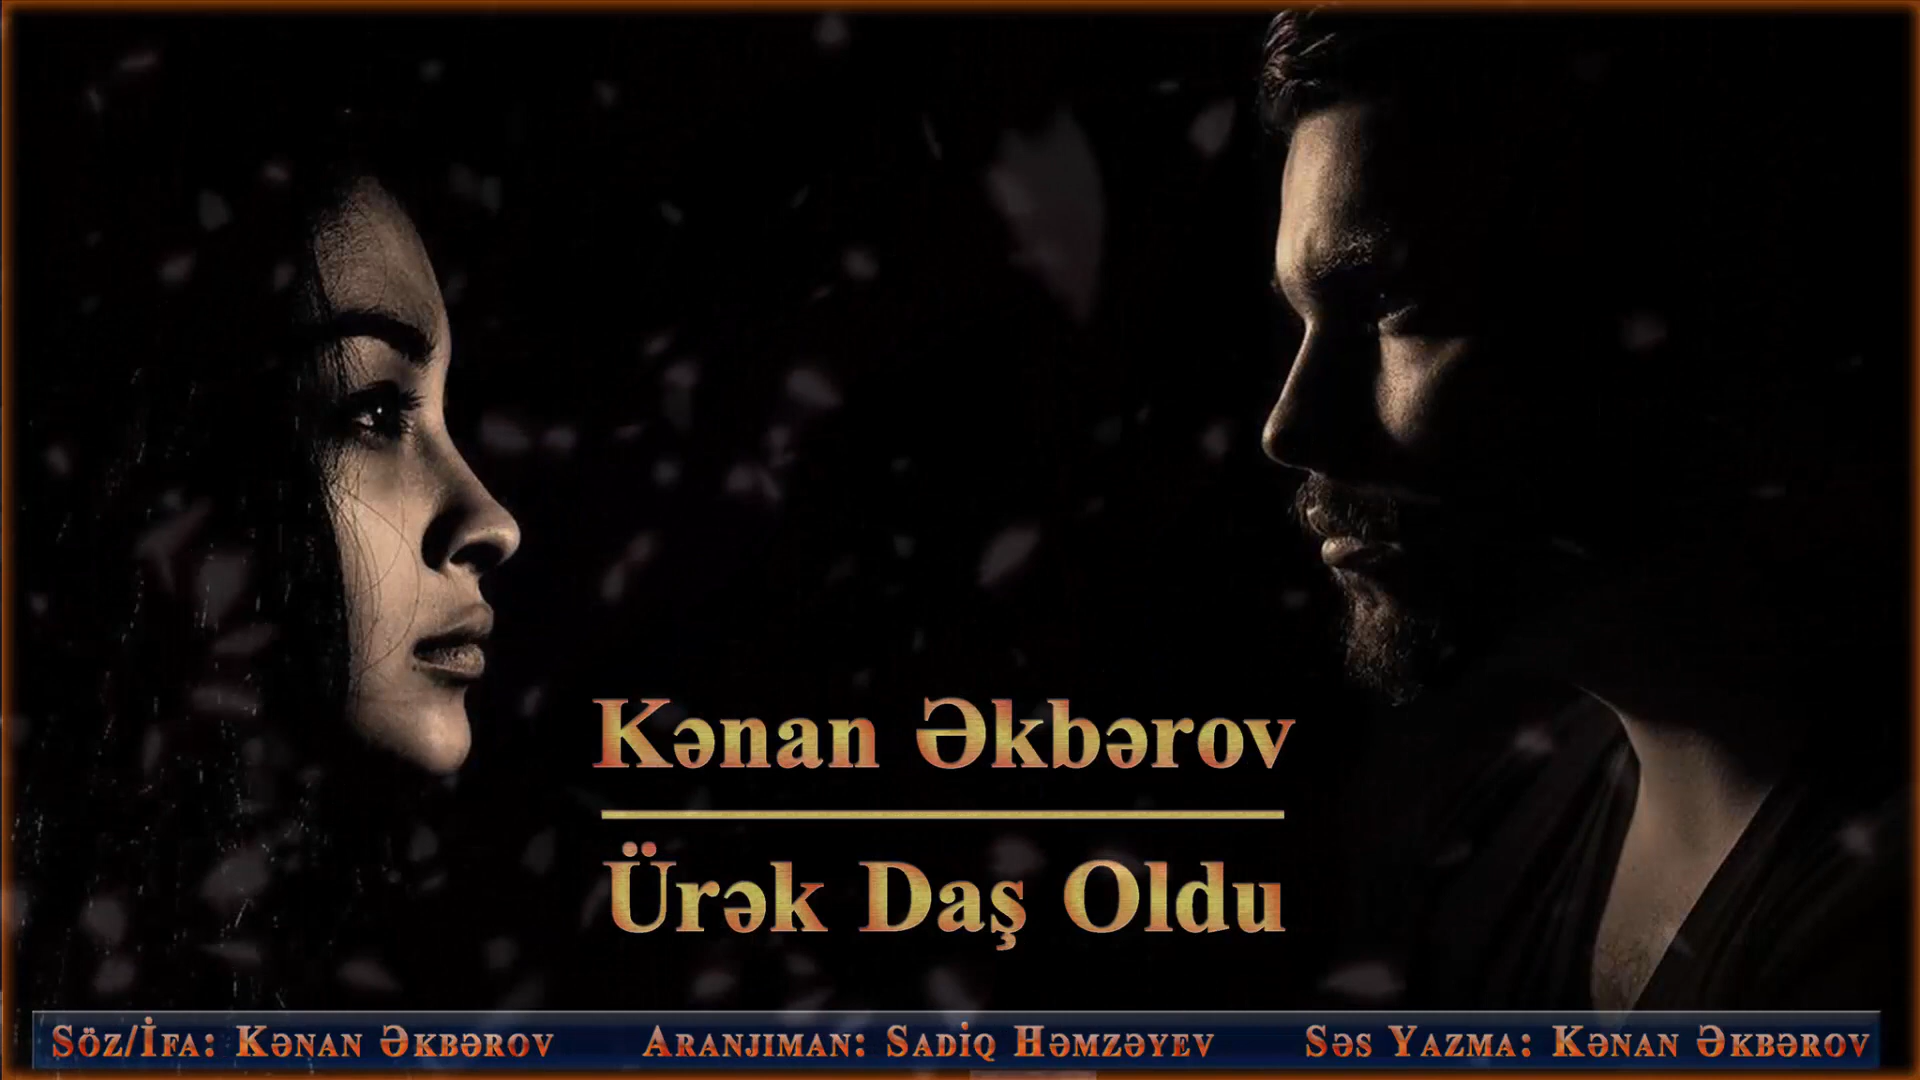 Kənan Əkbərov
Ürək Daş Oldu
Söz/İfa: Kənan Əkbərov Aranjiman: Sadiq Həmzəyev Səs Yazma: Kənan Əkbərov